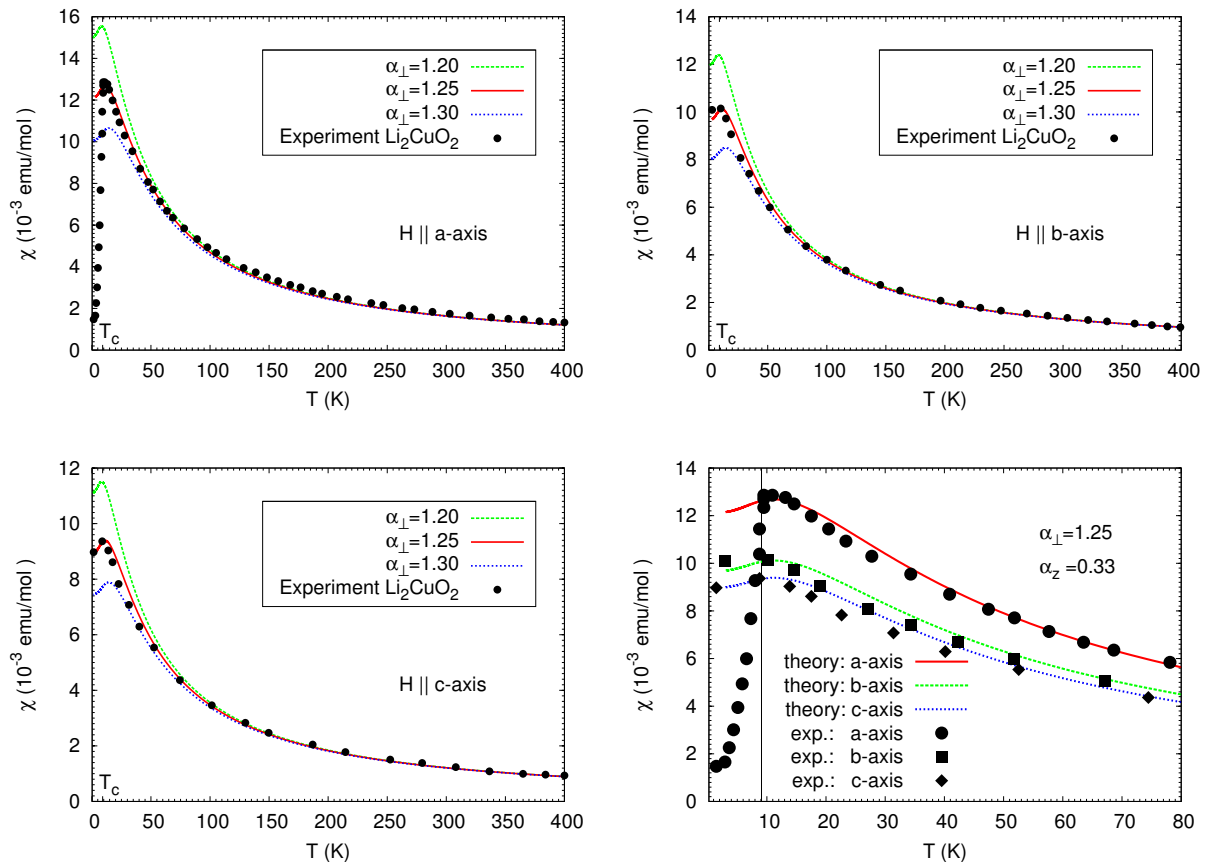 16
14
12
10
8
6
4
2
0
χ (10⁻³ emu/mol)
α⊥=1.20
α⊥=1.25
α⊥=1.30
Experiment Li₂CuO₂
H || a-axis
T_c
0 50 100 150 200 250 300 350 400
T (K)
14
12
10
8
6
4
2
0
χ (10⁻³ emu/mol)
α⊥=1.20
α⊥=1.25
α⊥=1.30
Experiment Li₂CuO₂
H || b-axis
T_c
0 50 100 150 200 250 300 350 400
T (K)
12
10
8
6
4
2
0
χ (10⁻³ emu/mol)
α⊥=1.20
α⊥=1.25
α⊥=1.30
Experiment Li₂CuO₂
H || c-axis
T_c
0 50 100 150 200 250 300 350 400
T (K)
14
12
10
8
6
4
2
0
χ (10⁻³ emu/mol)
α⊥=1.25
α_z =0.33
theory: a-axis
theory: b-axis
theory: c-axis
exp.: a-axis
exp.: b-axis
exp.: c-axis
10 20 30 40 50 60 70 80
T (K)